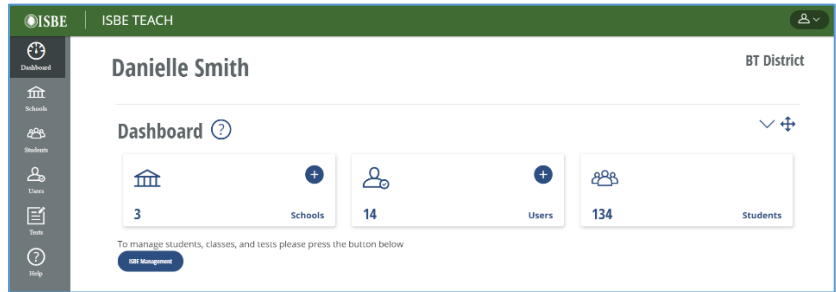 ISBE
ISBE TEACH
Dashboard
Schools
Students
Users
Tests
Help
Danielle Smith
BT District
Dashboard ?
3 Schools
14 Users
134 Students
To manage students, classes, and tests please press the button below
ISBE Management